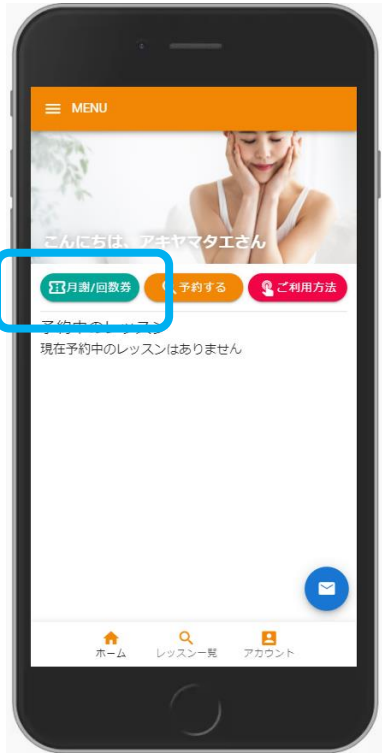 MENU
こんにちは、アキヤマタエさん
月謝/回数券
予約する
ご利用方法
予約中のレッスン
現在予約中のレッスンはありません
ホーム
レッスン一覧
アカウント